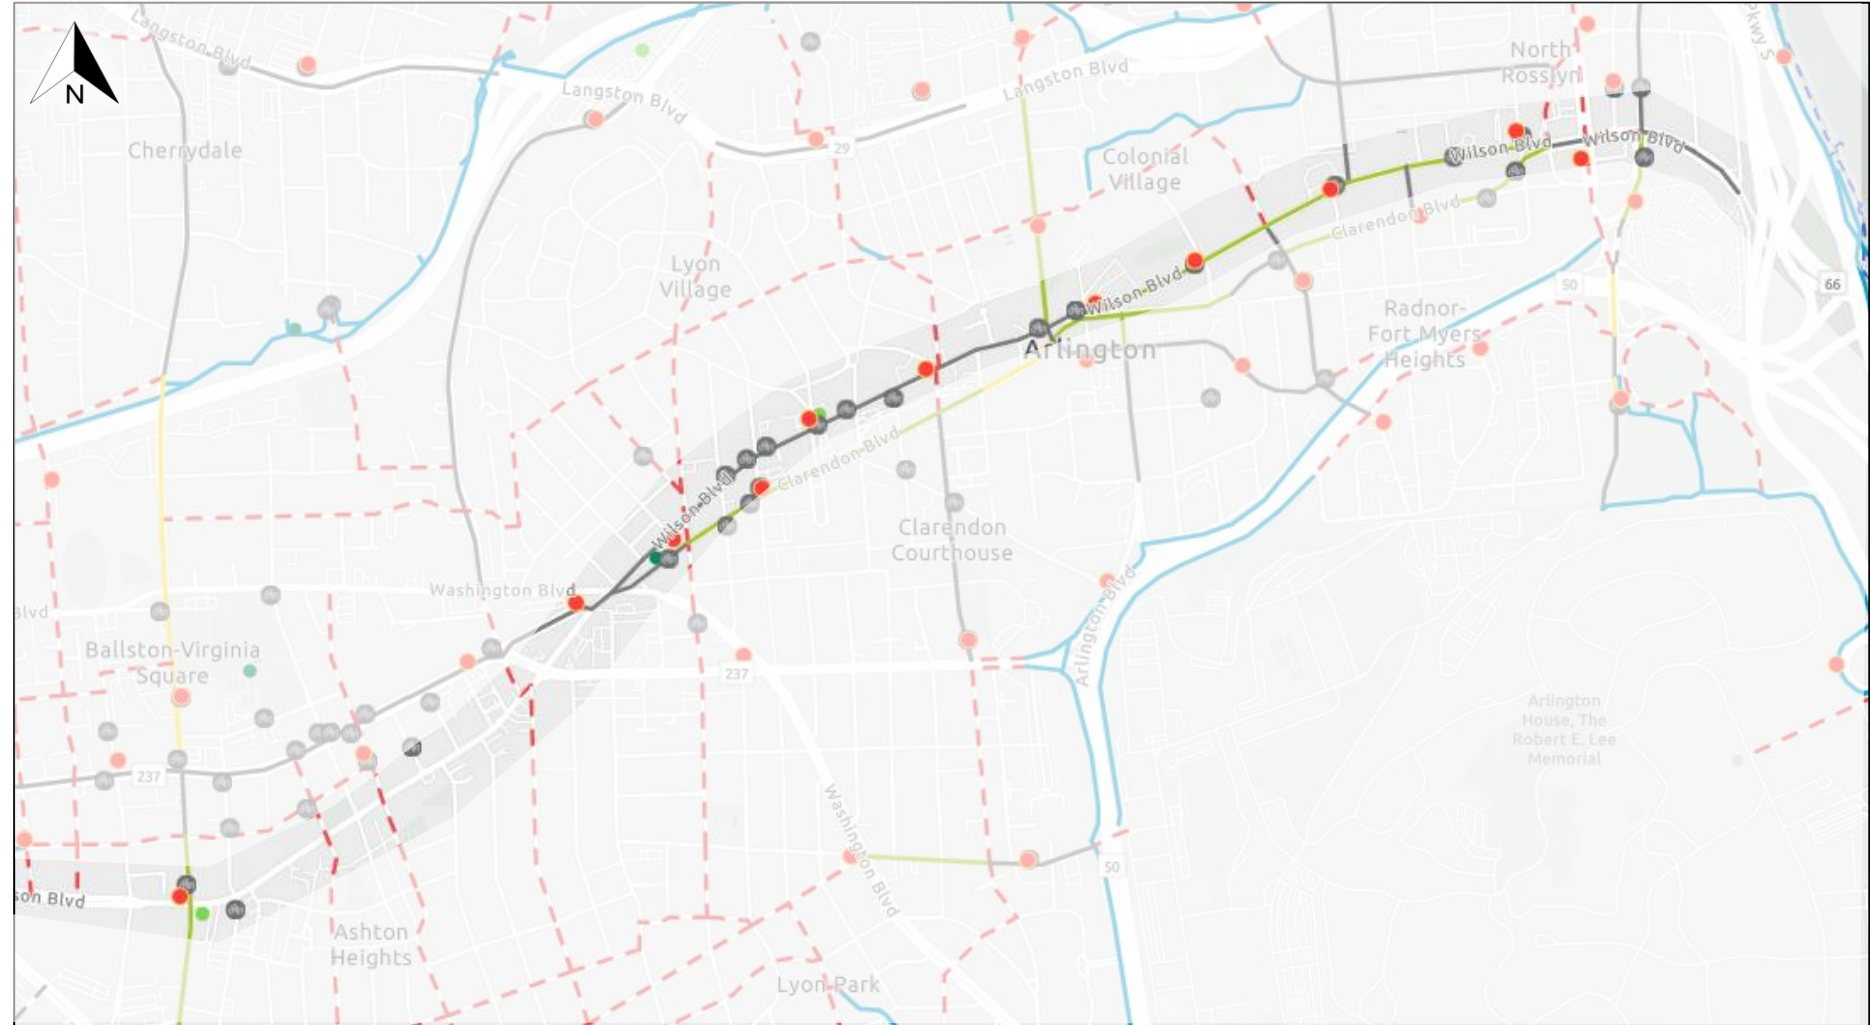 Langston Blvd
N
Cherrydale
Langston Blvd
Langston Blvd
29
North
Rosslyn
Pkwy S
Colonial
Village
Wilson Blvd
Wilson Blvd
Clarendon Blvd
Lyon
Village
Wilson Blvd
Radnor-
Fort Myers
Heights
50
66
Arlington
Clarendon Blvd
Wilson Blvd
Clarendon
Courthouse
Washington Blvd
Blvd
Ballston-Virginia
Square
237
Arlington Blvd
Arlington
House, The
Robert E. Lee
Memorial
237
Washington Blvd
50
son Blvd
Ashton
Heights
Lyon Park